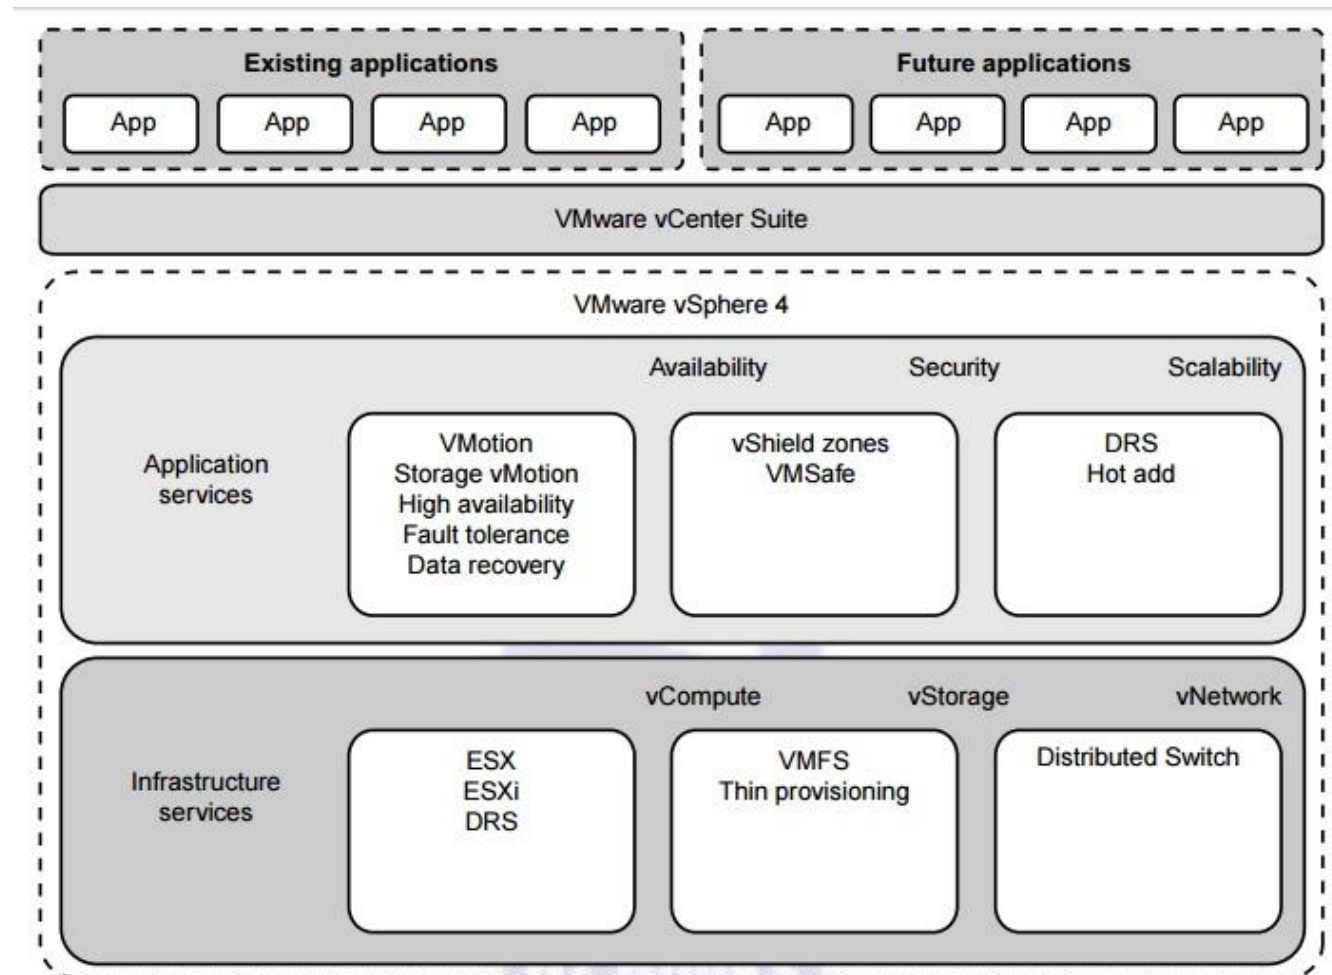 Existing applications
Future applications
App App App App
App App App App
VMware vCenter Suite
VMware vSphere 4
Availability Security Scalability
Application
services
VMotion
Storage vMotion
High availability
Fault tolerance
Data recovery
vShield zones
VMSafe
DRS
Hot add
vCompute vStorage vNetwork
Infrastructure
services
ESX
ESXi
DRS
VMFS
Thin provisioning
Distributed Switch